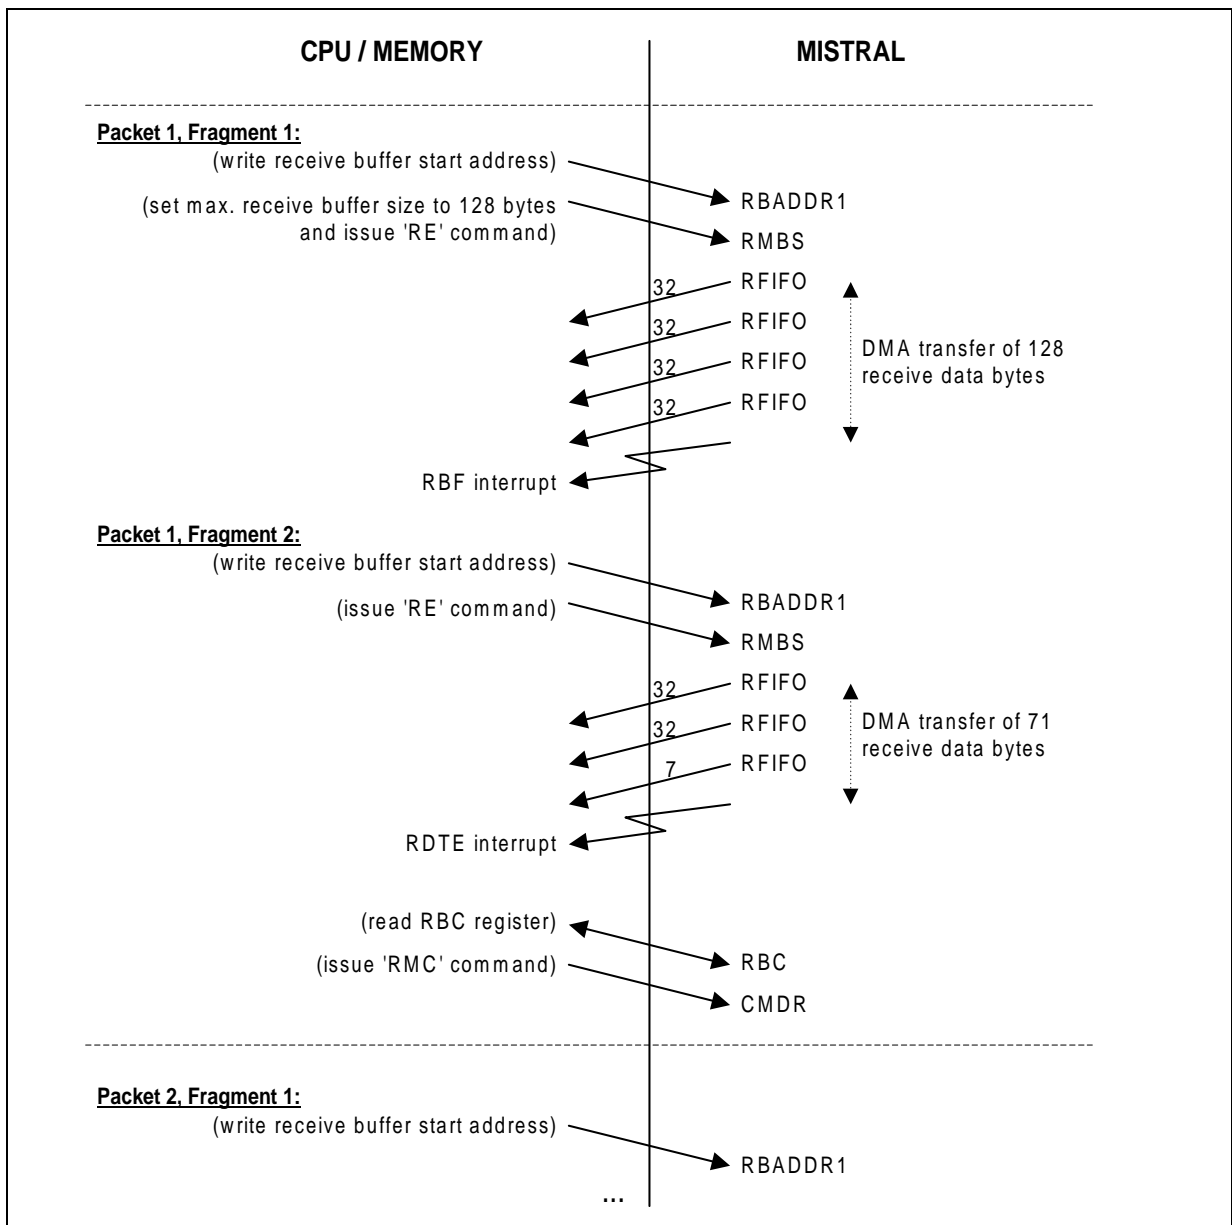 CPU / MEMORY
MISTRAL
Packet 1, Fragment 1:
(write receive buffer start address)
RBADDR1
(set max. receive buffer size to 128 bytes
and issue 'RE' command)
RMBS
32
RFIFO
32
RFIFO
32
RFIFO
32
RFIFO
DMA transfer of 128
receive data bytes
RBF interrupt
Packet 1, Fragment 2:
(write receive buffer start address)
RBADDR1
(issue 'RE' command)
RMBS
32
RFIFO
32
RFIFO
7
RFIFO
DMA transfer of 71
receive data bytes
RDTE interrupt
(read RBC register)
RBC
(issue 'RMC' command)
CMDR
Packet 2, Fragment 1:
(write receive buffer start address)
RBADDR1
...